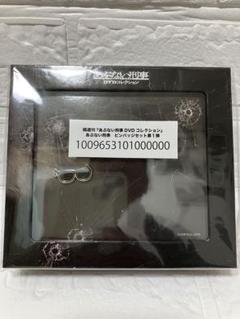 あぶない刑事
DVDコレクション
隔週刊『あぶない刑事 DVD コレクション』
あぶない刑事　ピンバッジセット第1弾
1009653101000000